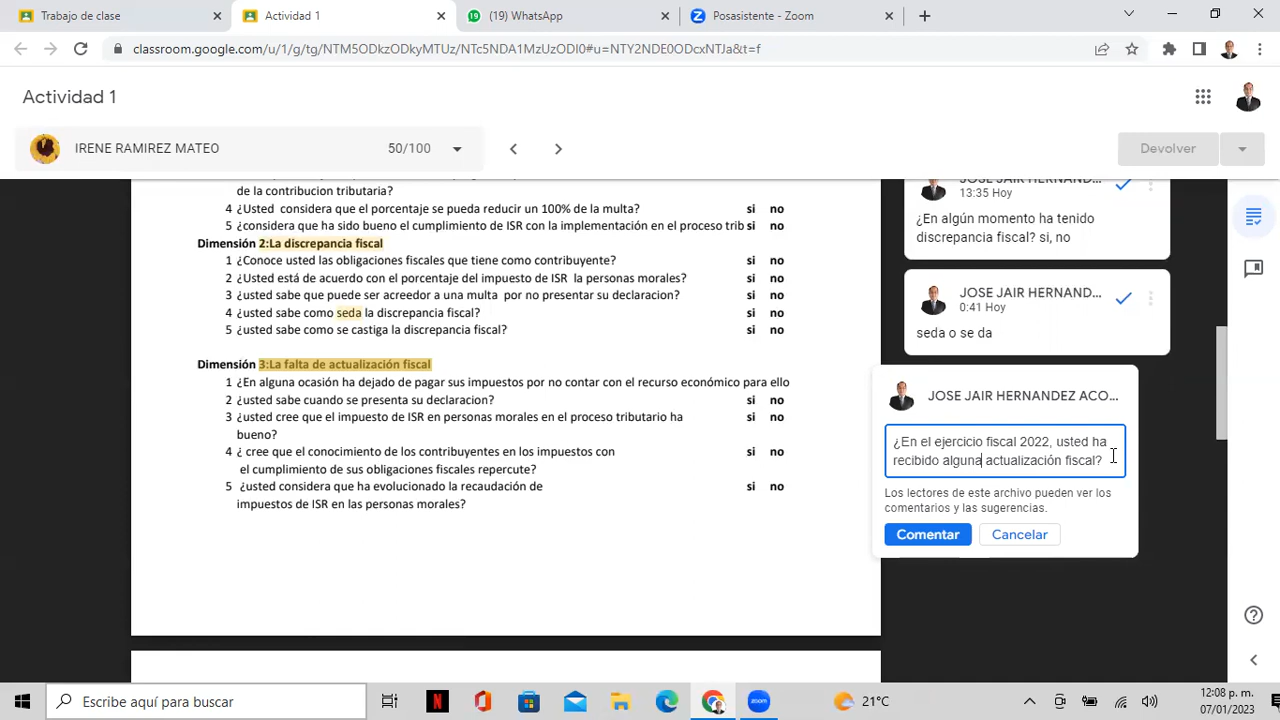 Trabajo de clase
Actividad 1
(19) WhatsApp
Posasistente - Zoom
classroom.google.com/u/1/g/tg/NTM5ODkzODkyMTUz/NTc5NDA1MzUzODI0#u=NTY2NDE0ODcxNTJa&t=f
Actividad 1
IRENE RAMIREZ MATEO
50/100
Devolver
de la contribucion tributaria?
4 ¿Usted considera que el porcentaje se pueda reducir un 100% de la multa? si no
5 ¿considera que ha sido bueno el cumplimiento de ISR con la implementación en el proceso trib si no
Dimensión 2:La discrepancia fiscal
1 ¿Conoce usted las obligaciones fiscales que tiene como contribuyente? si no
2 ¿Usted está de acuerdo con el porcentaje del impuesto de ISR la personas morales? si no
3 ¿usted sabe que puede ser acreedor a una multa por no presentar su declaracion? si no
4 ¿usted sabe como seda la discrepancia fiscal? si no
5 ¿usted sabe como se castiga la discrepancia fiscal? si no
Dimensión 3:La falta de actualización fiscal
1 ¿En alguna ocasión ha dejado de pagar sus impuestos por no contar con el recurso económico para ello
2 ¿usted sabe cuando se presenta su declaracion? si no
3 ¿usted cree que el impuesto de ISR en personas morales en el proceso tributario ha si no
bueno?
4 ¿ cree que el conocimiento de los contribuyentes en los impuestos con si no
el cumplimiento de sus obligaciones fiscales repercute?
5 ¿usted considera que ha evolucionado la recaudación de si no
impuestos de ISR en las personas morales?
JOSE JAIR HERNAND...
13:35 Hoy
¿En algún momento ha tenido
discrepancia fiscal? si, no
JOSE JAIR HERNAND...
0:41 Hoy
seda o se da
JOSE JAIR HERNANDEZ ACO...
¿En el ejercicio fiscal 2022, usted ha
recibido alguna actualización fiscal?
Los lectores de este archivo pueden ver los
comentarios y las sugerencias.
Comentar
Cancelar
Escribe aquí para buscar
21°C
12:08 p. m.
07/01/2023